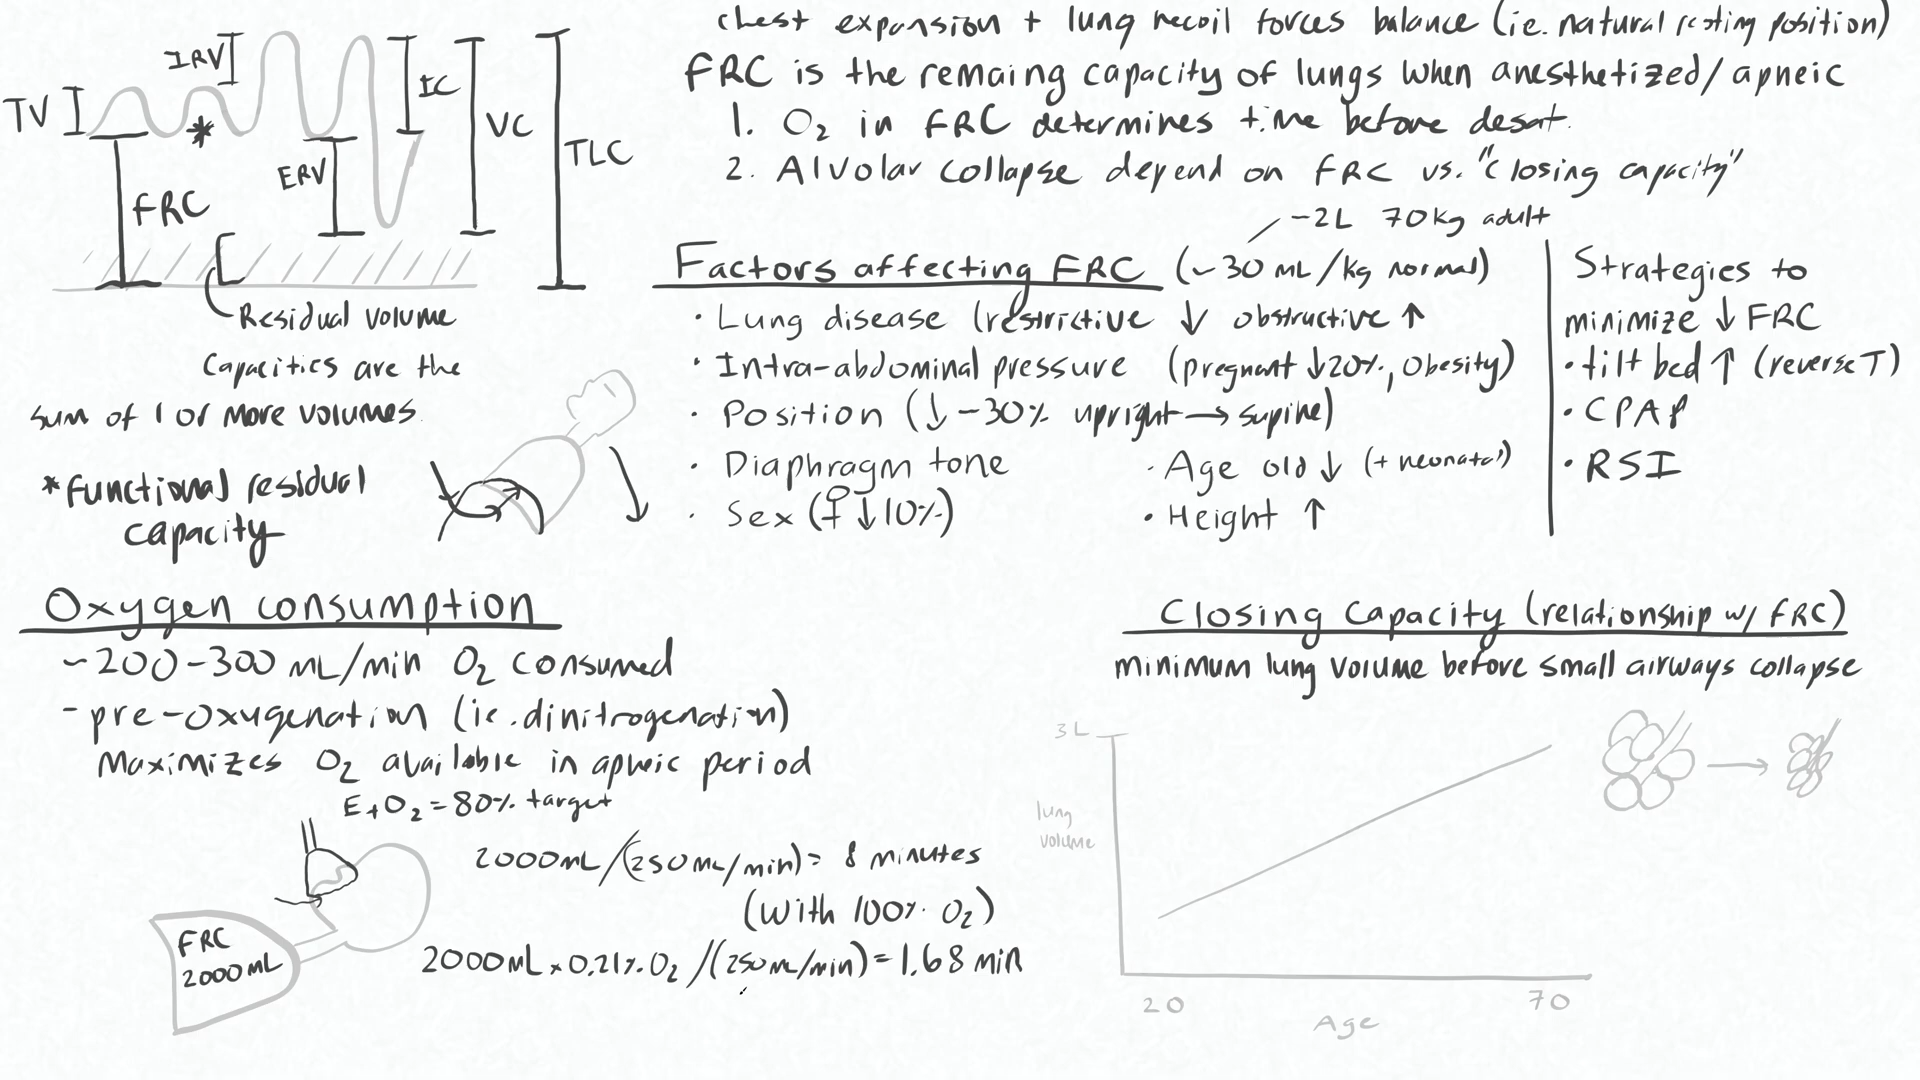 chest expansion + lung recoil forces balance (ie. natural resting position)
FRC is the remaing capacity of lungs when anesthetized/apneic
1. O2 in FRC determines time before desat.
2. Alvolar collapse depend on FRC vs. "closing capacity"
TV
IRV
*
FRC
ERV
IC
VC
TLC
Residual volume
Capacities are the
sum of 1 or more volumes.
*functional residual
capacity
~2L 70kg adult
Factors affecting FRC (~30 mL/kg normal)
· Lung disease (restrictive ↓ obstructive ↑
· Intra-abdominal pressure (pregnant ↓20%, Obesity)
· Position (↓ ~30% upright → supine)
· Diaphragm tone
· Sex (♀ ↓10%)
· Age old ↓ (+ neonatal)
· Height ↑
Strategies to
minimize ↓ FRC
· tilt bed ↑ (reverse T)
· CPAP
· RSI
Oxygen consumption
~200-300 mL/min O2 consumed
- pre-oxygenation (ie. dinitrogenation)
Maximizes O2 available in apneic period
EtO2 = 80% target
2000mL/(250mL/min) = 8 minutes
(with 100% O2)
2000mL x 0.21% O2 /(250mL/min) = 1.68 min
FRC
2000mL
Closing Capacity (relationship w/ FRC)
minimum lung volume before small airways collapse
3L
lung
volume
20
70
Age